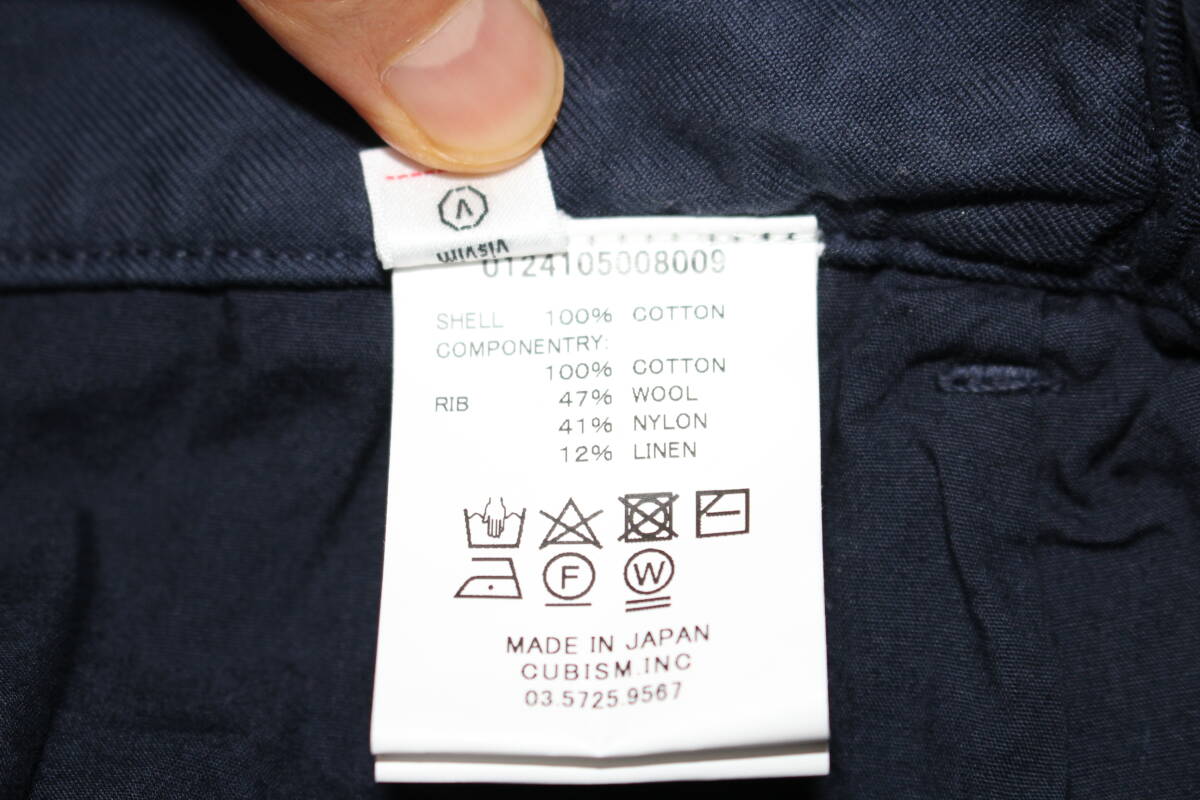 visvim
0124105008009
SHELL 100% COTTON
COMPONENTRY:
100% COTTON
RIB 47% WOOL
41% NYLON
12% LINEN
F W
MADE IN JAPAN
CUBISM.INC
03.5725.9567